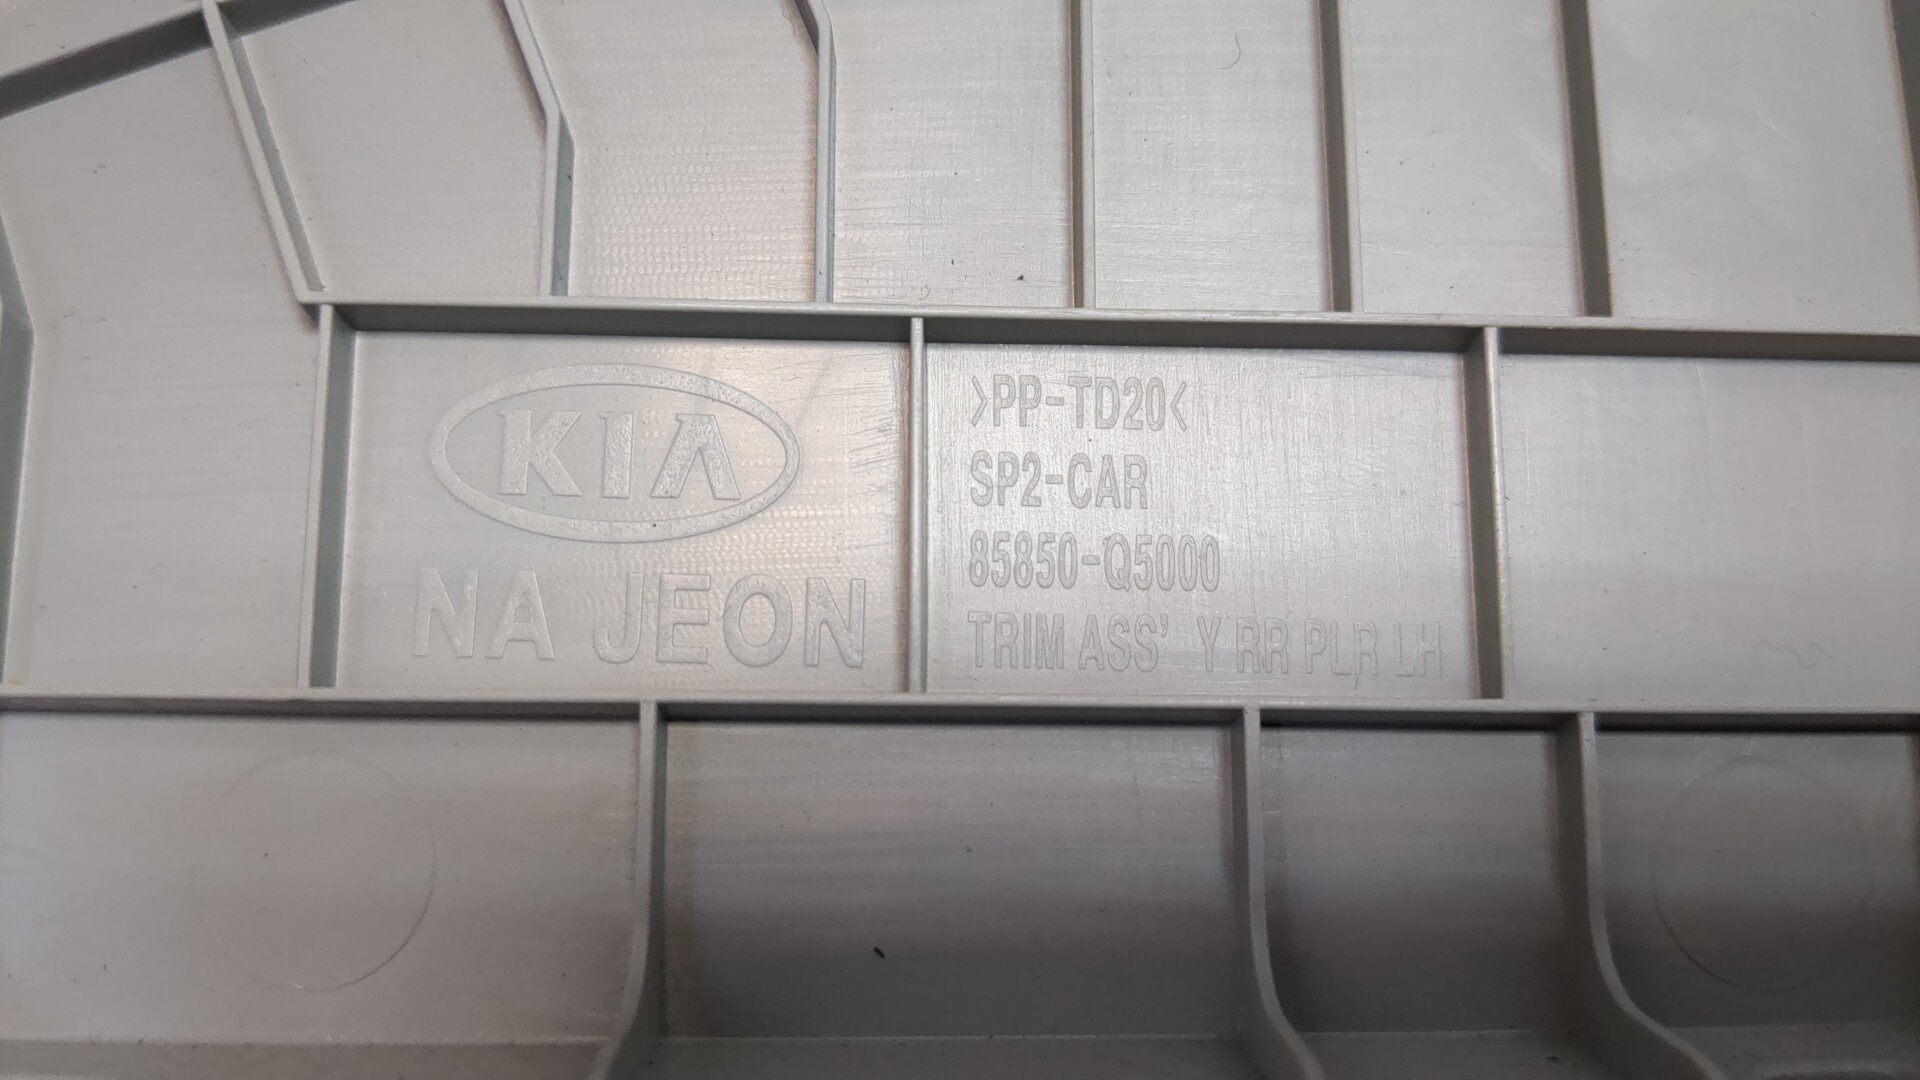 KIA
NA JEON
>PP-TD20<
SP2-CAR
85850-Q5000
TRIM ASS' Y RR PLR LH